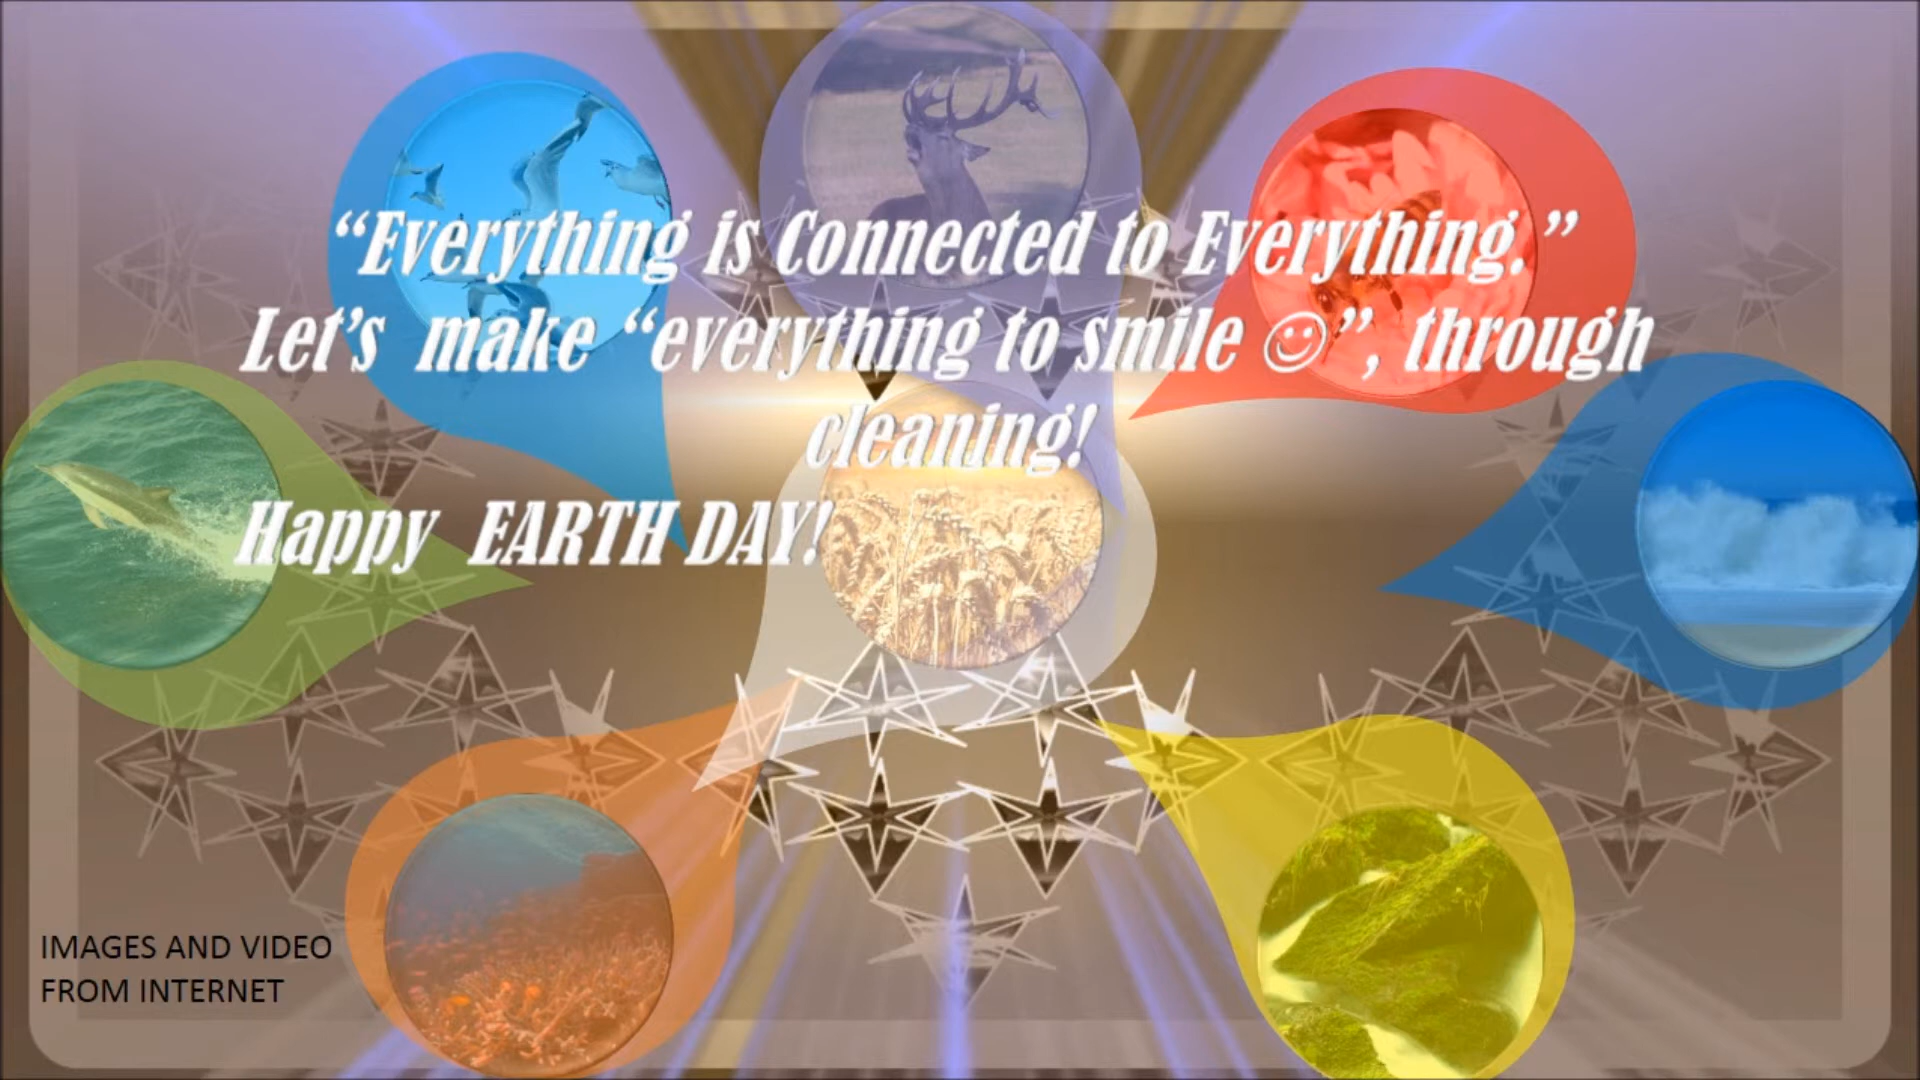 “Everything is Connected to Everything.”
Let’s make “everything to smile ☺”, through
cleaning!
Happy EARTH DAY!
IMAGES AND VIDEO
FROM INTERNET